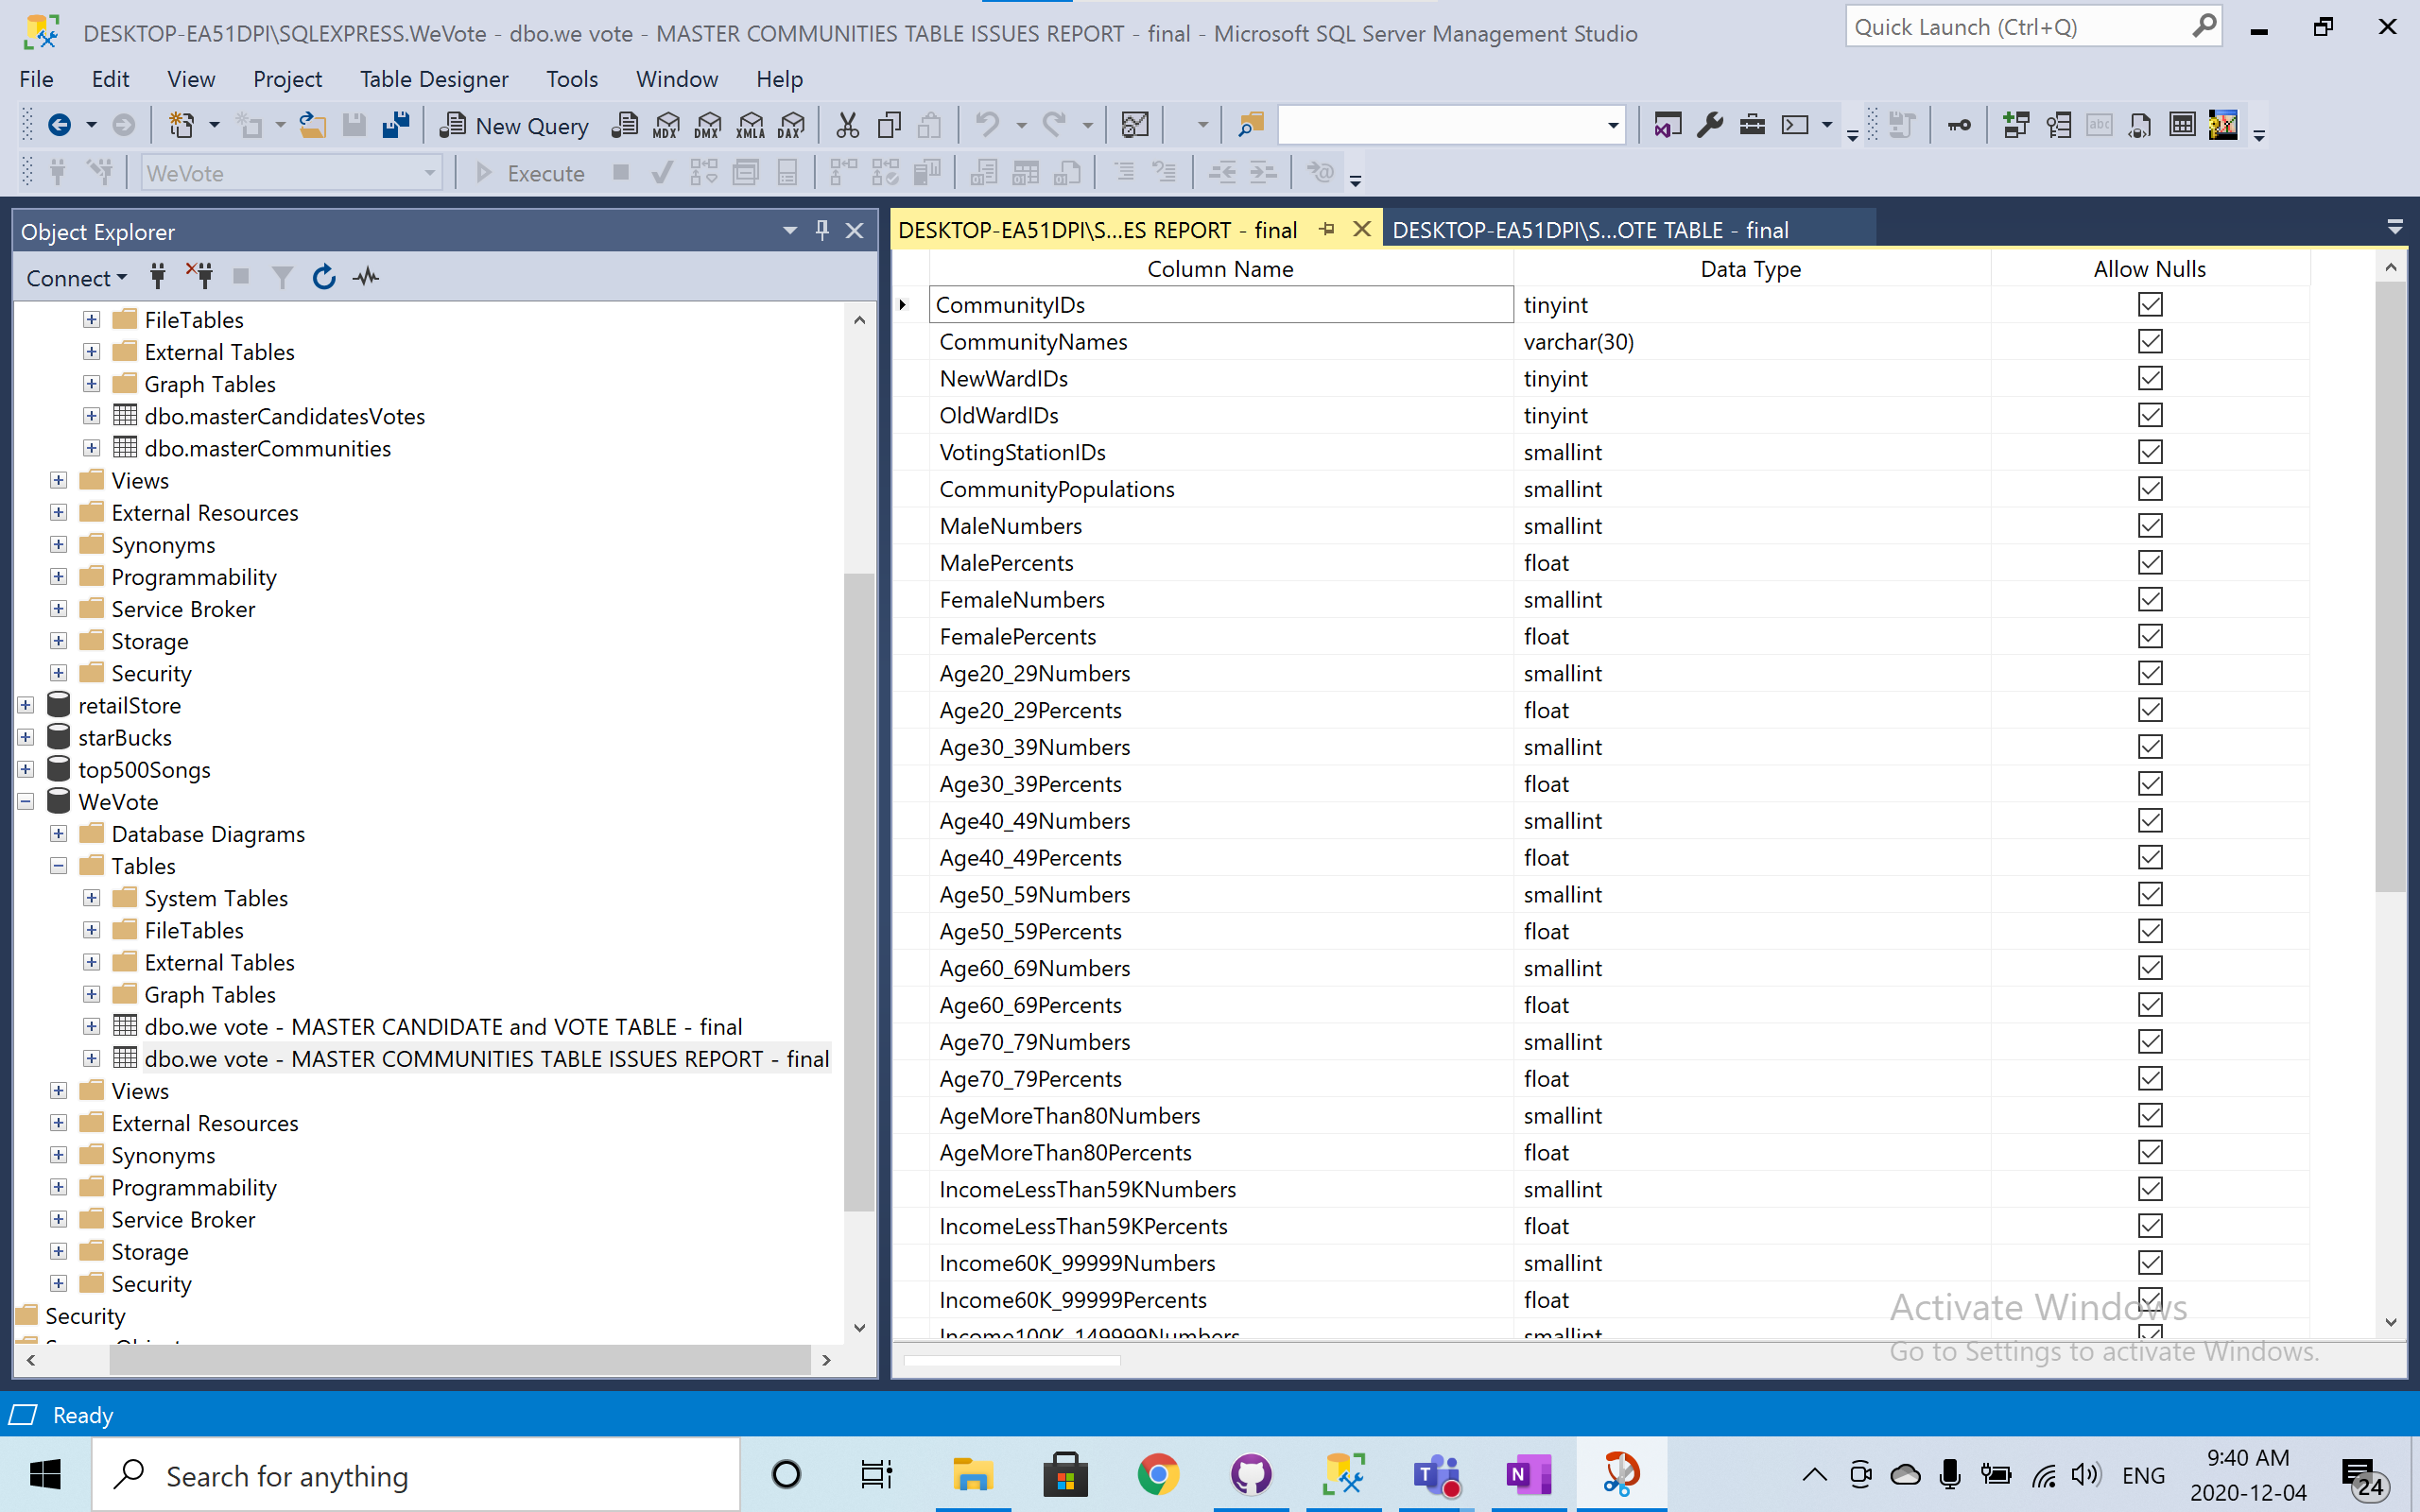 DESKTOP-EA51DPI\SQLEXPRESS.WeVote - dbo.we vote - MASTER COMMUNITIES TABLE ISSUES REPORT - final - Microsoft SQL Server Management Studio
Quick Launch (Ctrl+Q)
File Edit View Project Table Designer Tools Window Help
New Query MDX DMX XMLA DAX
abc
WeVote Execute
Object Explorer
DESKTOP-EA51DPI\S...ES REPORT - final
DESKTOP-EA51DPI\S...OTE TABLE - final
Connect
FileTables
External Tables
Graph Tables
dbo.masterCandidatesVotes
dbo.masterCommunities
Views
External Resources
Synonyms
Programmability
Service Broker
Storage
Security
retailStore
starBucks
top500Songs
WeVote
Database Diagrams
Tables
System Tables
FileTables
External Tables
Graph Tables
dbo.we vote - MASTER CANDIDATE and VOTE TABLE - final
dbo.we vote - MASTER COMMUNITIES TABLE ISSUES REPORT - final
Views
External Resources
Synonyms
Programmability
Service Broker
Storage
Security
Security
Column Name Data Type Allow Nulls
CommunityIDs tinyint
CommunityNames varchar(30)
NewWardIDs tinyint
OldWardIDs tinyint
VotingStationIDs smallint
CommunityPopulations smallint
MaleNumbers smallint
MalePercents float
FemaleNumbers smallint
FemalePercents float
Age20_29Numbers smallint
Age20_29Percents float
Age30_39Numbers smallint
Age30_39Percents float
Age40_49Numbers smallint
Age40_49Percents float
Age50_59Numbers smallint
Age50_59Percents float
Age60_69Numbers smallint
Age60_69Percents float
Age70_79Numbers smallint
Age70_79Percents float
AgeMoreThan80Numbers smallint
AgeMoreThan80Percents float
IncomeLessThan59KNumbers smallint
IncomeLessThan59KPercents float
Income60K_99999Numbers smallint
Income60K_99999Percents float
Income100K_149999Numbers smallint
Activate Windows
Go to Settings to activate Windows.
Ready
Search for anything
ENG
9:40 AM
2020-12-04
24